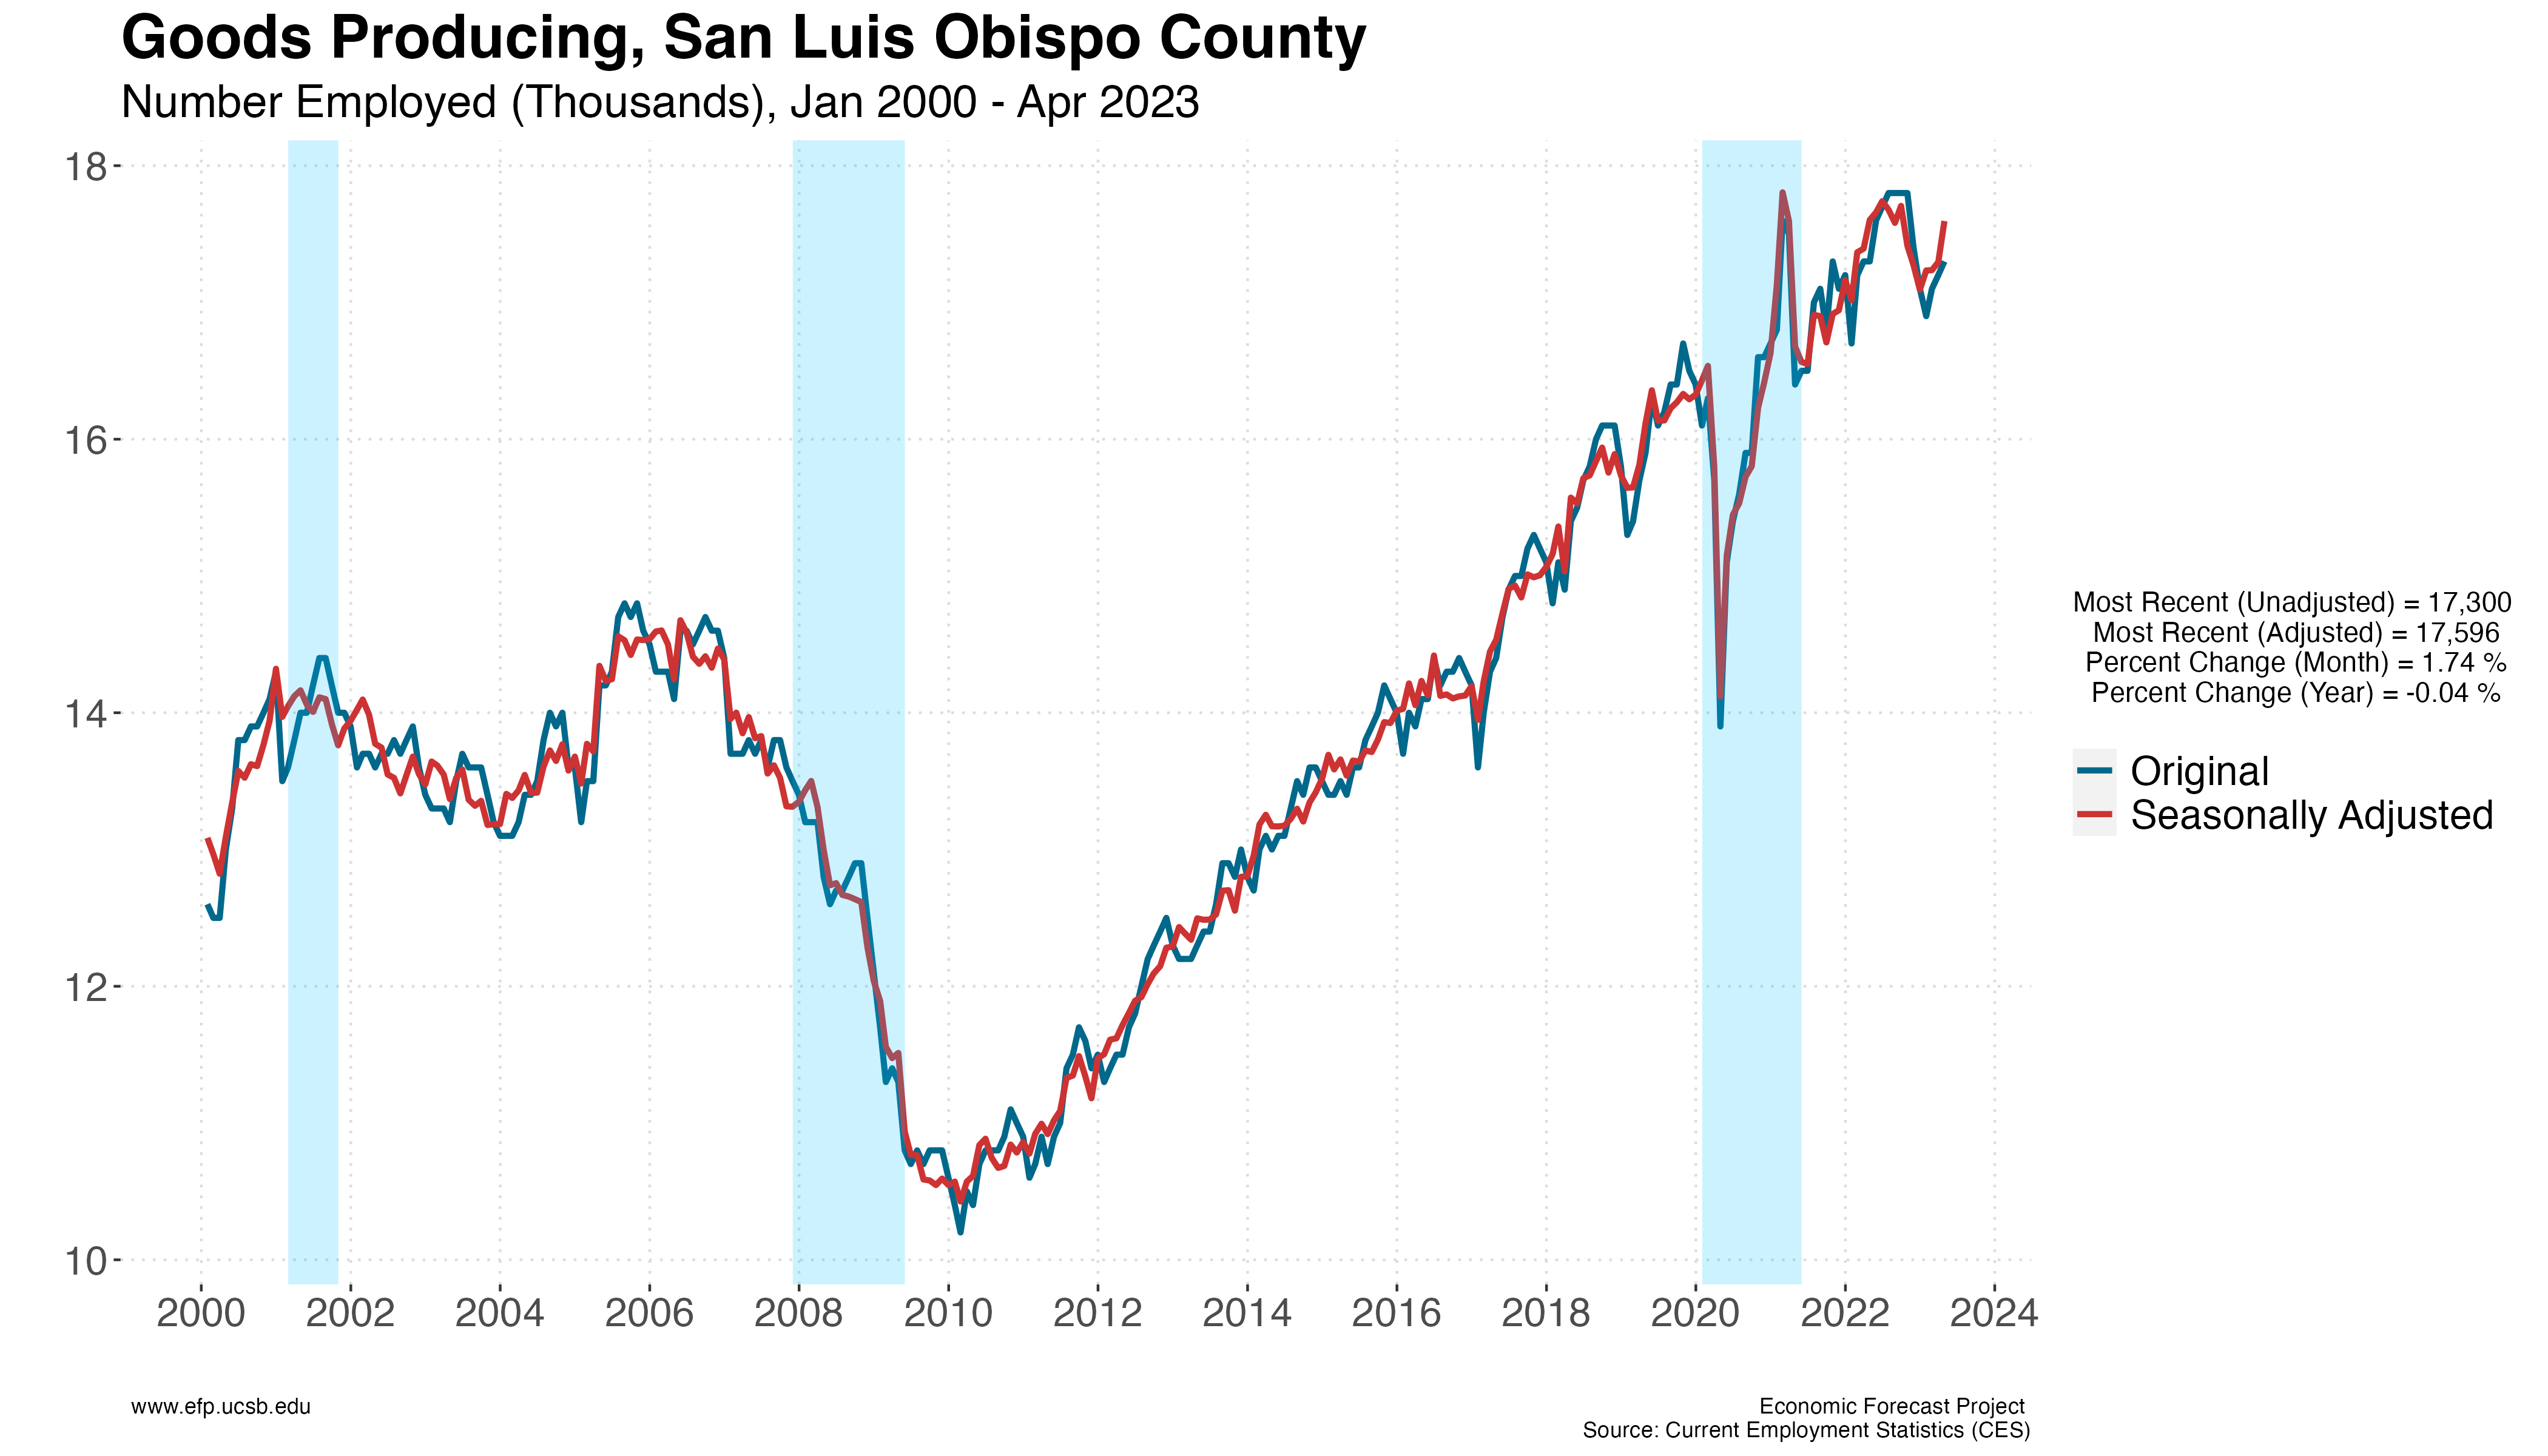 Goods Producing, San Luis Obispo County
Number Employed (Thousands), Jan 2000 - Apr 2023
18
16
14
12
10
2000 2002 2004 2006 2008 2010 2012 2014 2016 2018 2020 2022 2024
Most Recent (Unadjusted) = 17,300
Most Recent (Adjusted) = 17,596
Percent Change (Month) = 1.74 %
Percent Change (Year) = -0.04 %
Original
Seasonally Adjusted
www.efp.ucsb.edu
Economic Forecast Project
Source: Current Employment Statistics (CES)